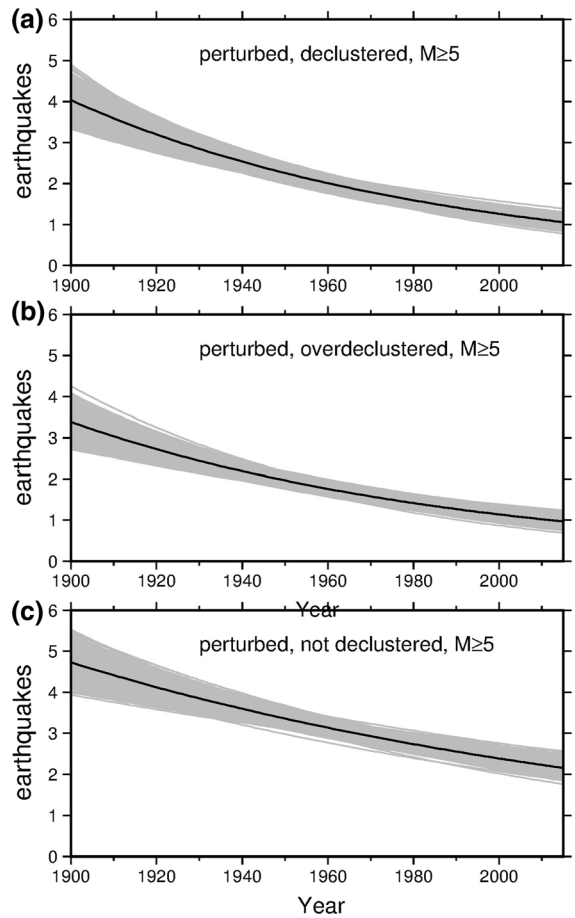 (a)
6
5
4
3
2
1
0
earthquakes
perturbed, declustered, M≥5
1900 1920 1940 1960 1980 2000
(b)
6
5
4
3
2
1
0
earthquakes
perturbed, overdeclustered, M≥5
1900 1920 1940 1960 1980 2000
Year
(c)
6
5
4
3
2
1
0
earthquakes
perturbed, not declustered, M≥5
1900 1920 1940 1960 1980 2000
Year